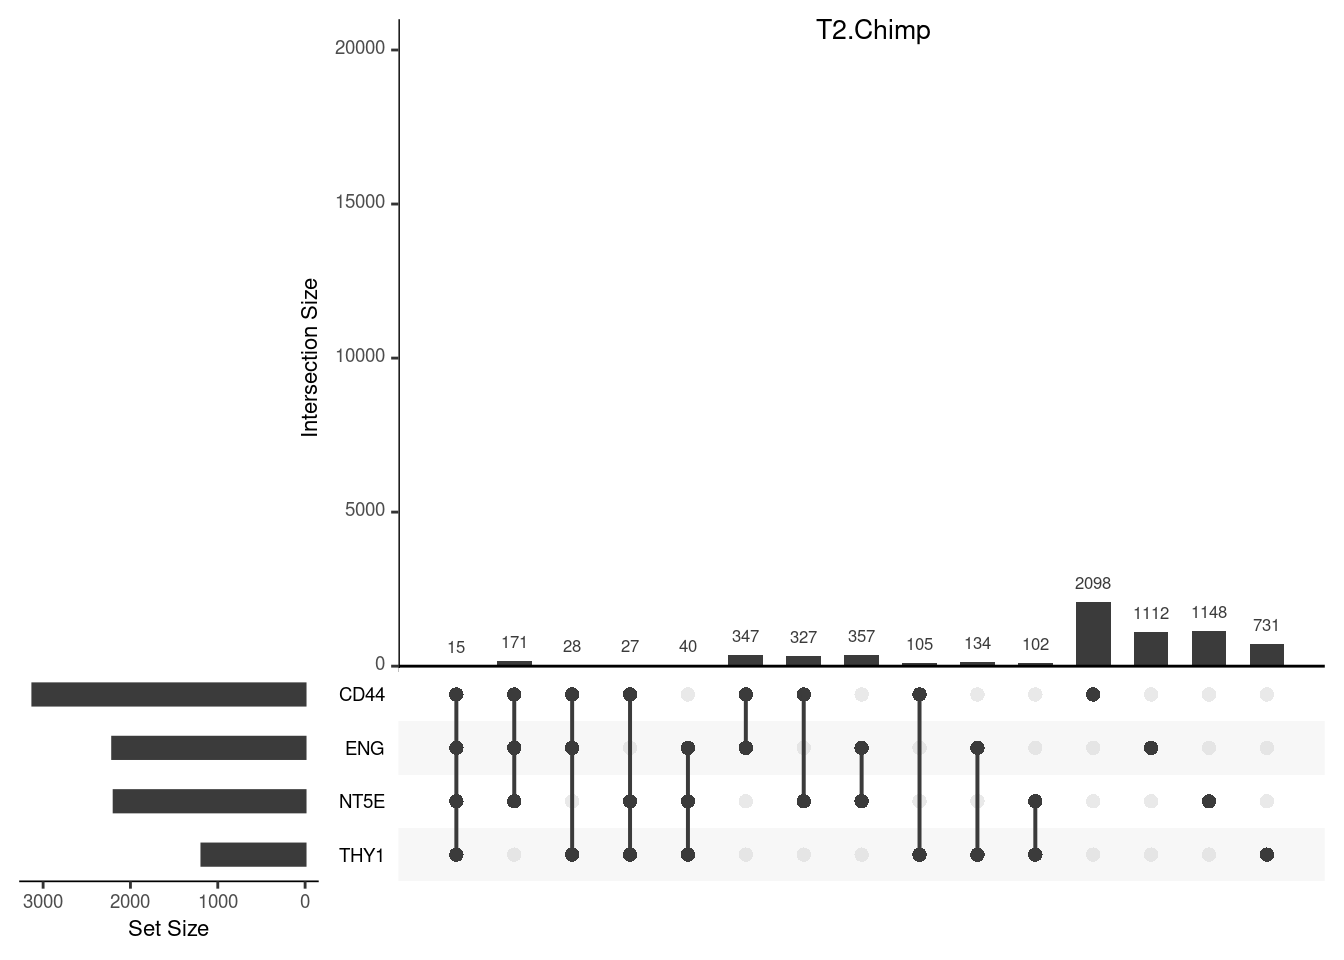 T2.Chimp
20000
15000
10000
5000
0
Intersection Size
15 171 28 27 40 347 327 357 105 134 102 2098 1112 1148 731
CD44
ENG
NT5E
THY1
3000 2000 1000 0
Set Size